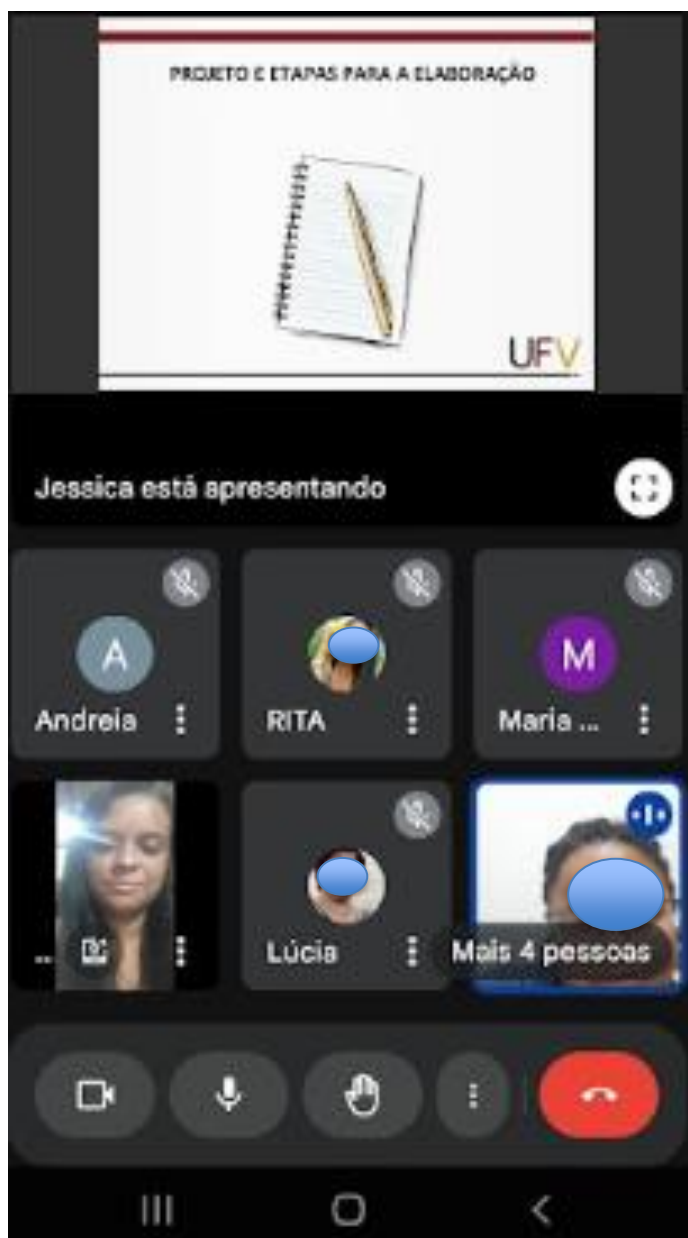 PROJETO E ETAPAS PARA A ELABORAÇÃO
UFV
Jessica está apresentando
A
M
Andreia
RITA
Maria ...
...
Lúcia
Mais 4 pessoas